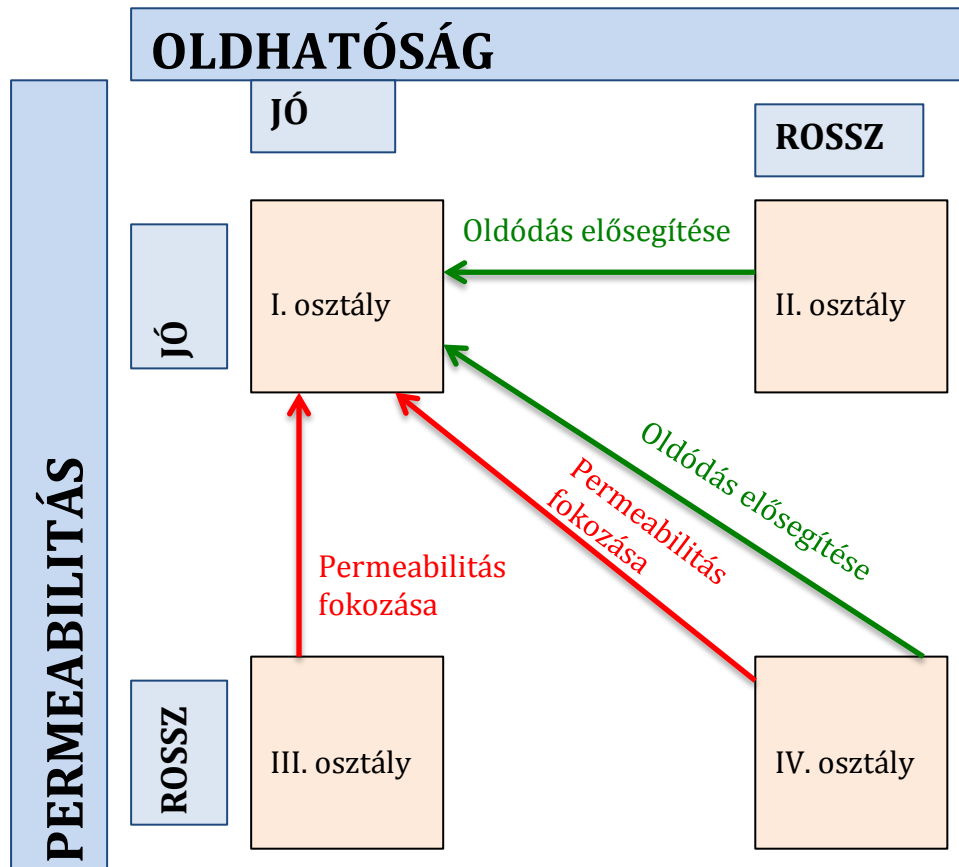 OLDHATÓSÁG
JÓ
ROSSZ
PERMEABILITÁS
JÓ
I. osztály
Oldódás elősegítése
II. osztály
Oldódás elősegítése
Permeabilitás
fokozása
Permeabilitás
fokozása
ROSSZ
III. osztály
IV. osztály